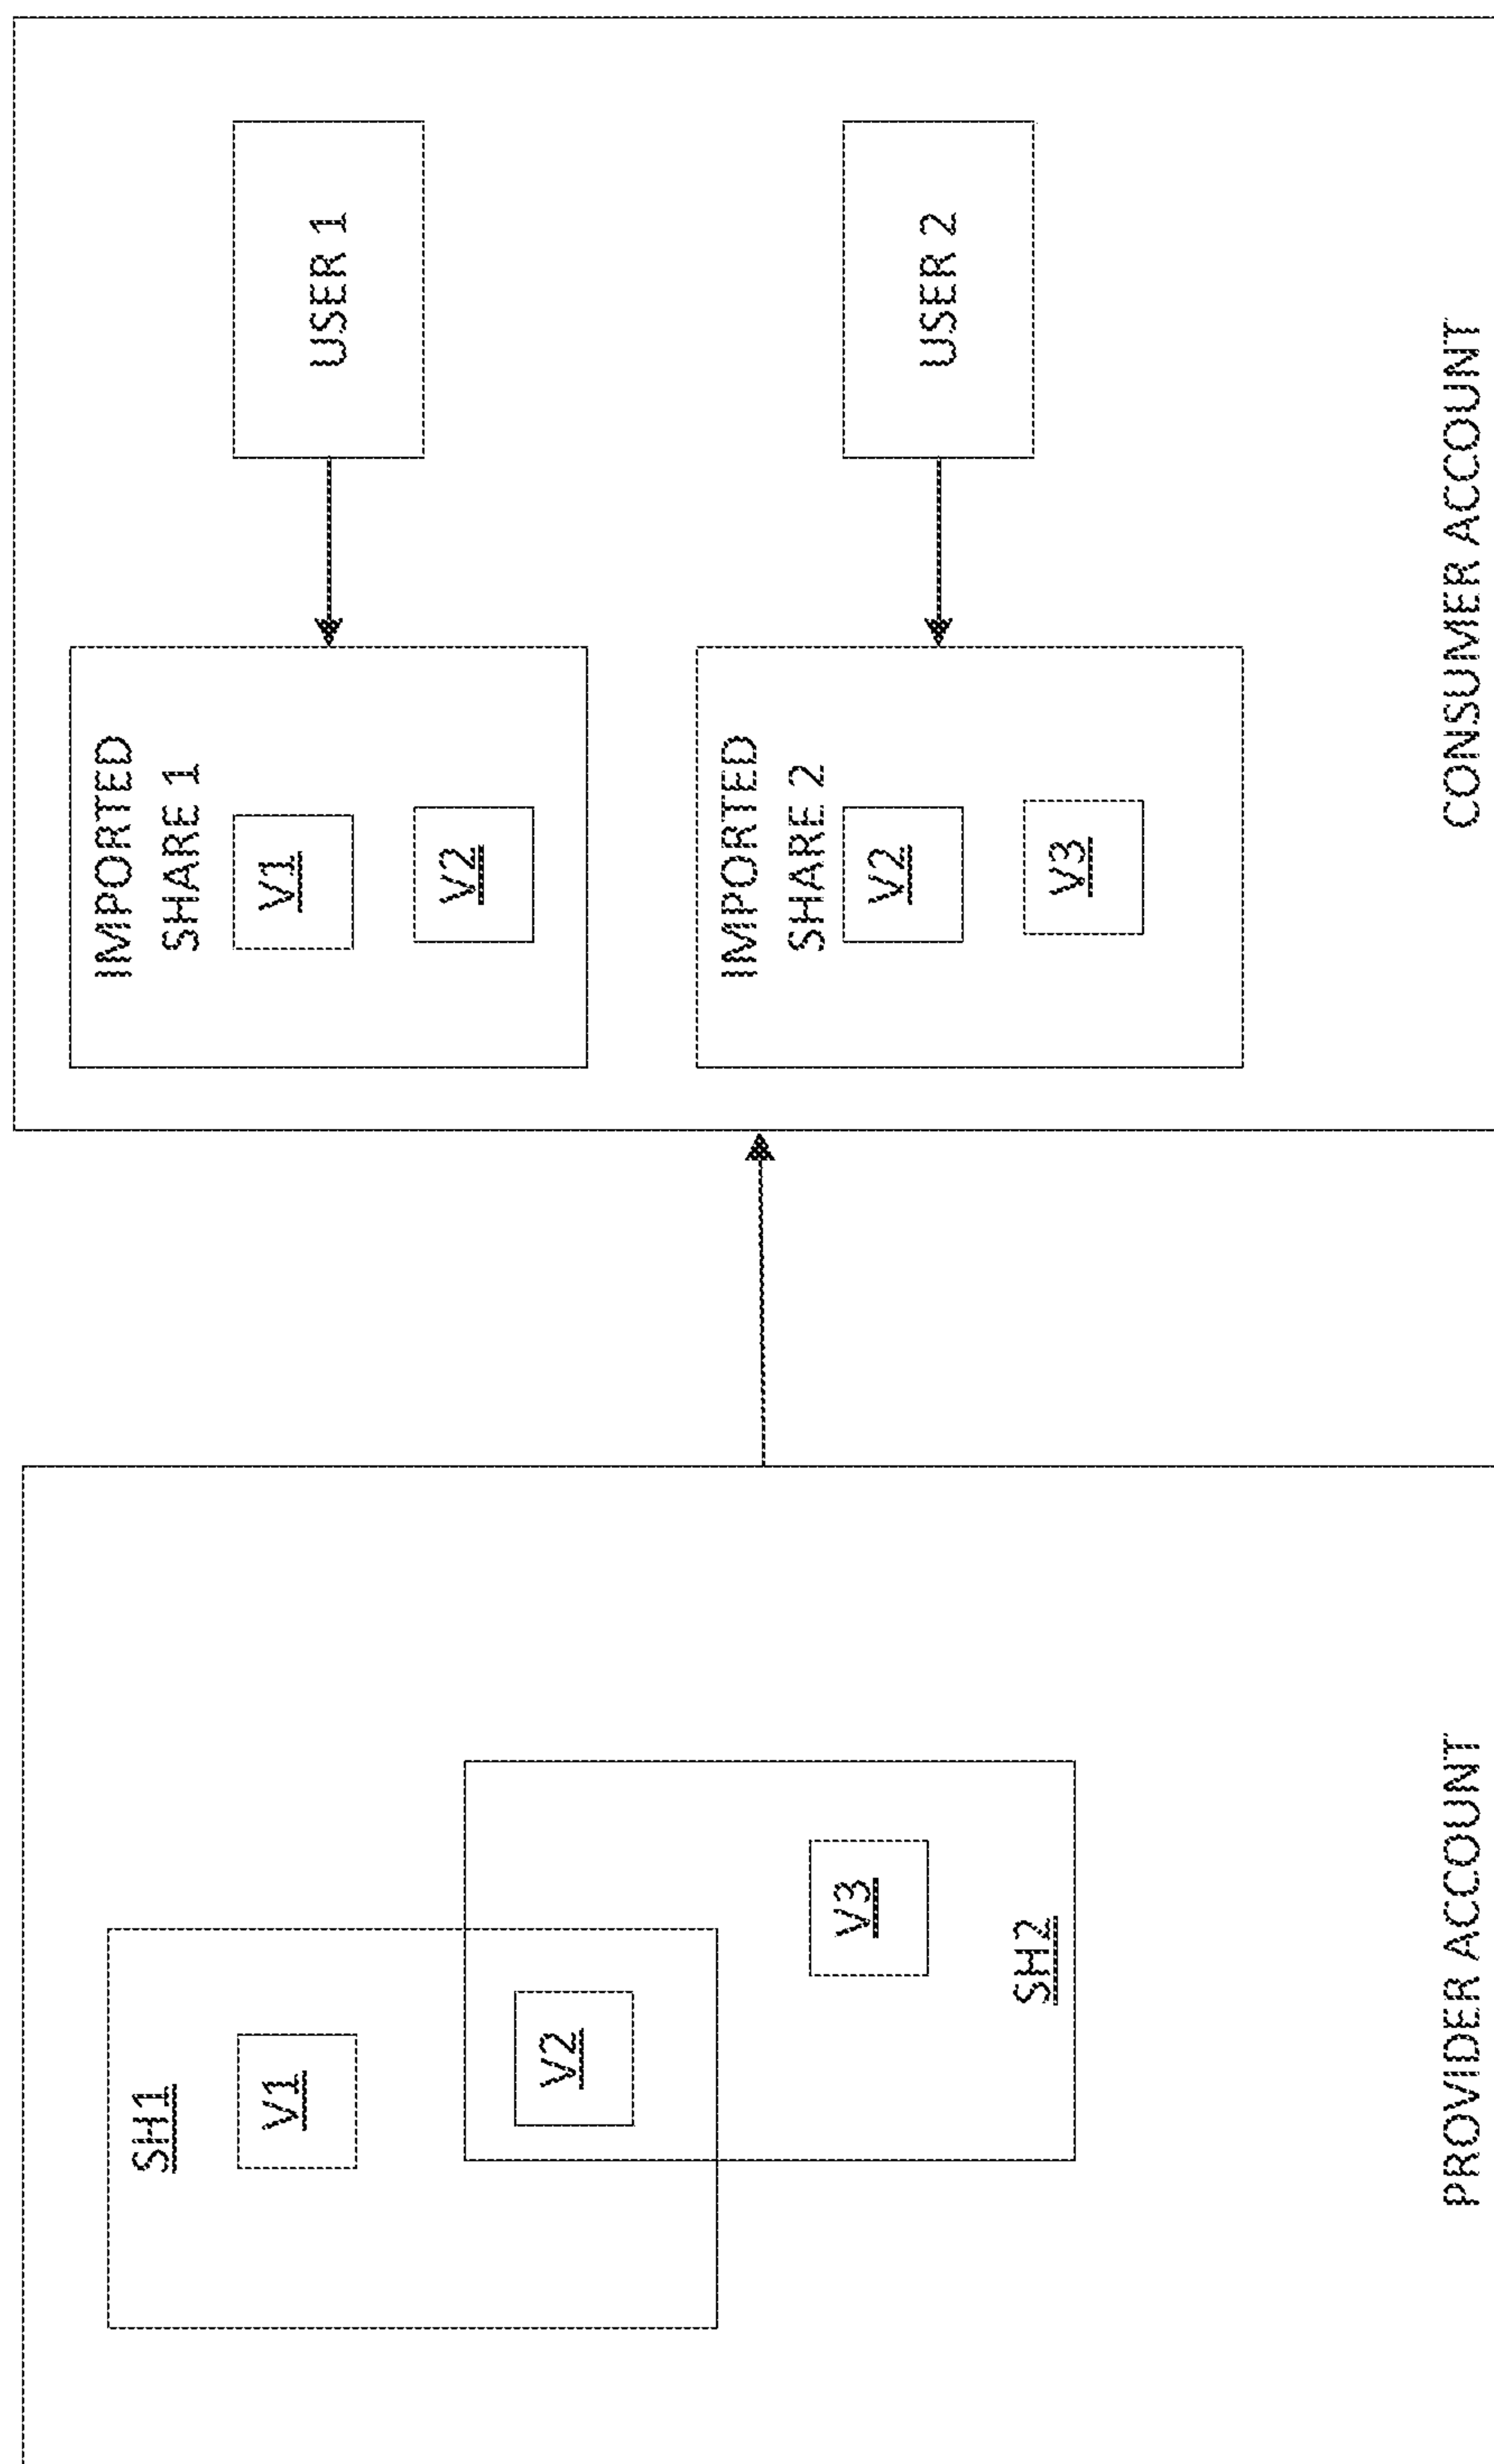 SH1
V1
V2
V3
SH2
PROVIDER ACCOUNT
IMPORTED
SHARE 1
V1
V2
USER 1
IMPORTED
SHARE 2
V2
V3
USER 2
CONSUMER ACCOUNT